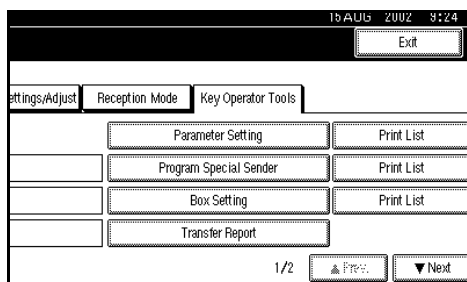 15 AUG 2002 9:24
Exit
ettings/Adjust Reception Mode Key Operator Tools
Parameter Setting Print List
Program Special Sender Print List
Box Setting Print List
Transfer Report
1/2 ▲ Prev. ▼ Next